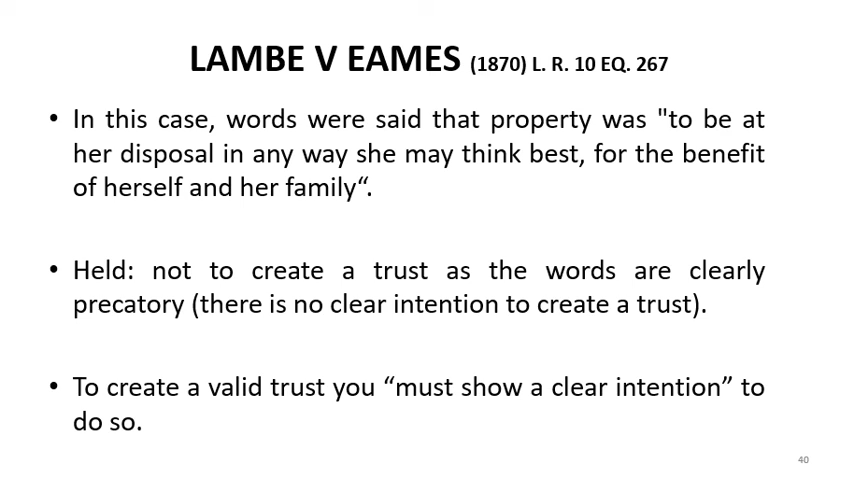 LAMBE V EAMES (1870) L. R. 10 EQ. 267
• In this case, words were said that property was "to be at
her disposal in any way she may think best, for the benefit
of herself and her family“.
• Held: not to create a trust as the words are clearly
precatory (there is no clear intention to create a trust).
• To create a valid trust you “must show a clear intention” to
do so.
40